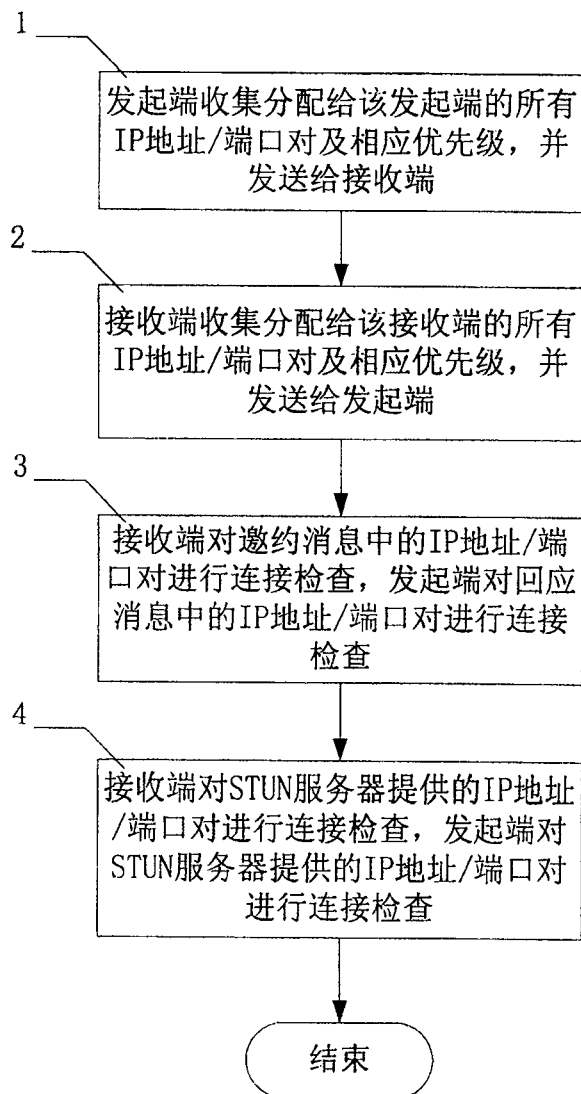 1
发起端收集分配给该发起端的所有
IP地址/端口对及相应优先级，并
发送给接收端
2
接收端收集分配给该接收端的所有
IP地址/端口对及相应优先级，并
发送给发起端
3
接收端对邀约消息中的IP地址/端
口对进行连接检查，发起端对回应
消息中的IP地址/端口对进行连接
检查
4
接收端对STUN服务器提供的IP地址
/端口对进行连接检查，发起端对
STUN服务器提供的IP地址/端口对
进行连接检查
结束